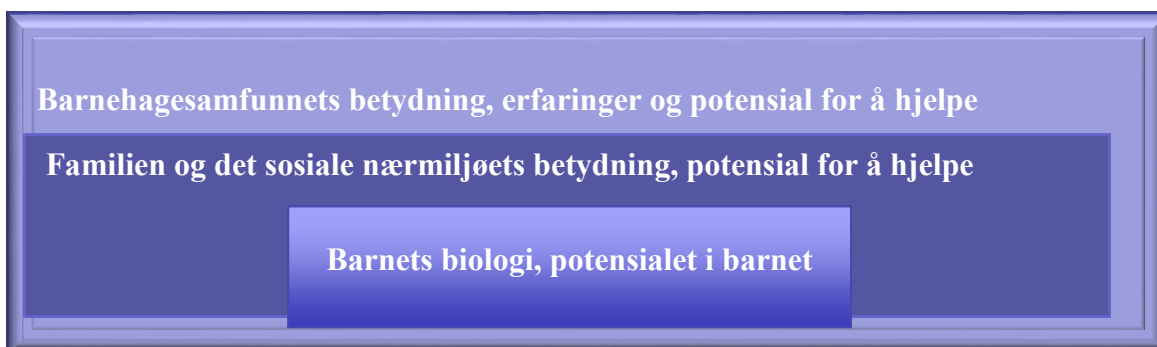 Barnehagesamfunnets betydning, erfaringer og potensial for å hjelpe
Familien og det sosiale nærmiljøets betydning, potensial for å hjelpe
Barnets biologi, potensialet i barnet